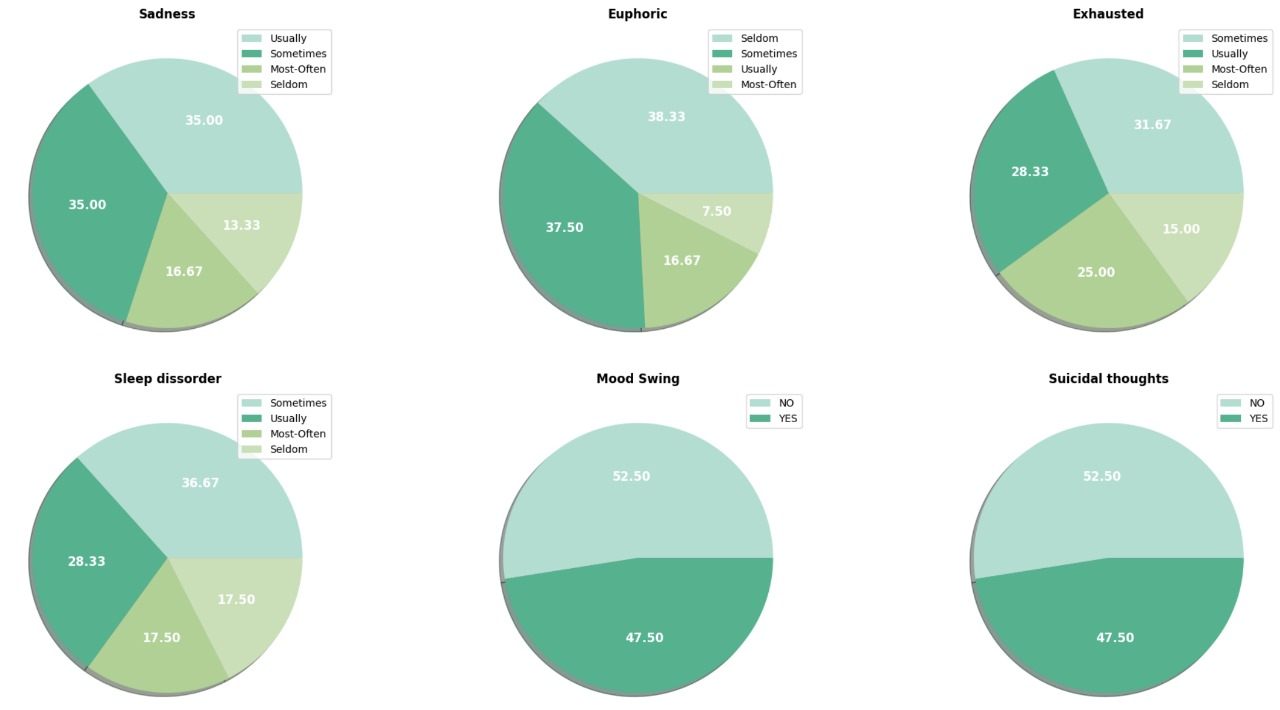 Sadness
Usually
Sometimes
Most-Often
Seldom
35.00
35.00
13.33
16.67
Euphoric
Seldom
Sometimes
Usually
Most-Often
38.33
37.50
7.50
16.67
Exhausted
Sometimes
Usually
Most-Often
Seldom
31.67
28.33
15.00
25.00
Sleep dissorder
Sometimes
Usually
Most-Often
Seldom
36.67
28.33
17.50
17.50
Mood Swing
NO
YES
52.50
47.50
Suicidal thoughts
NO
YES
52.50
47.50